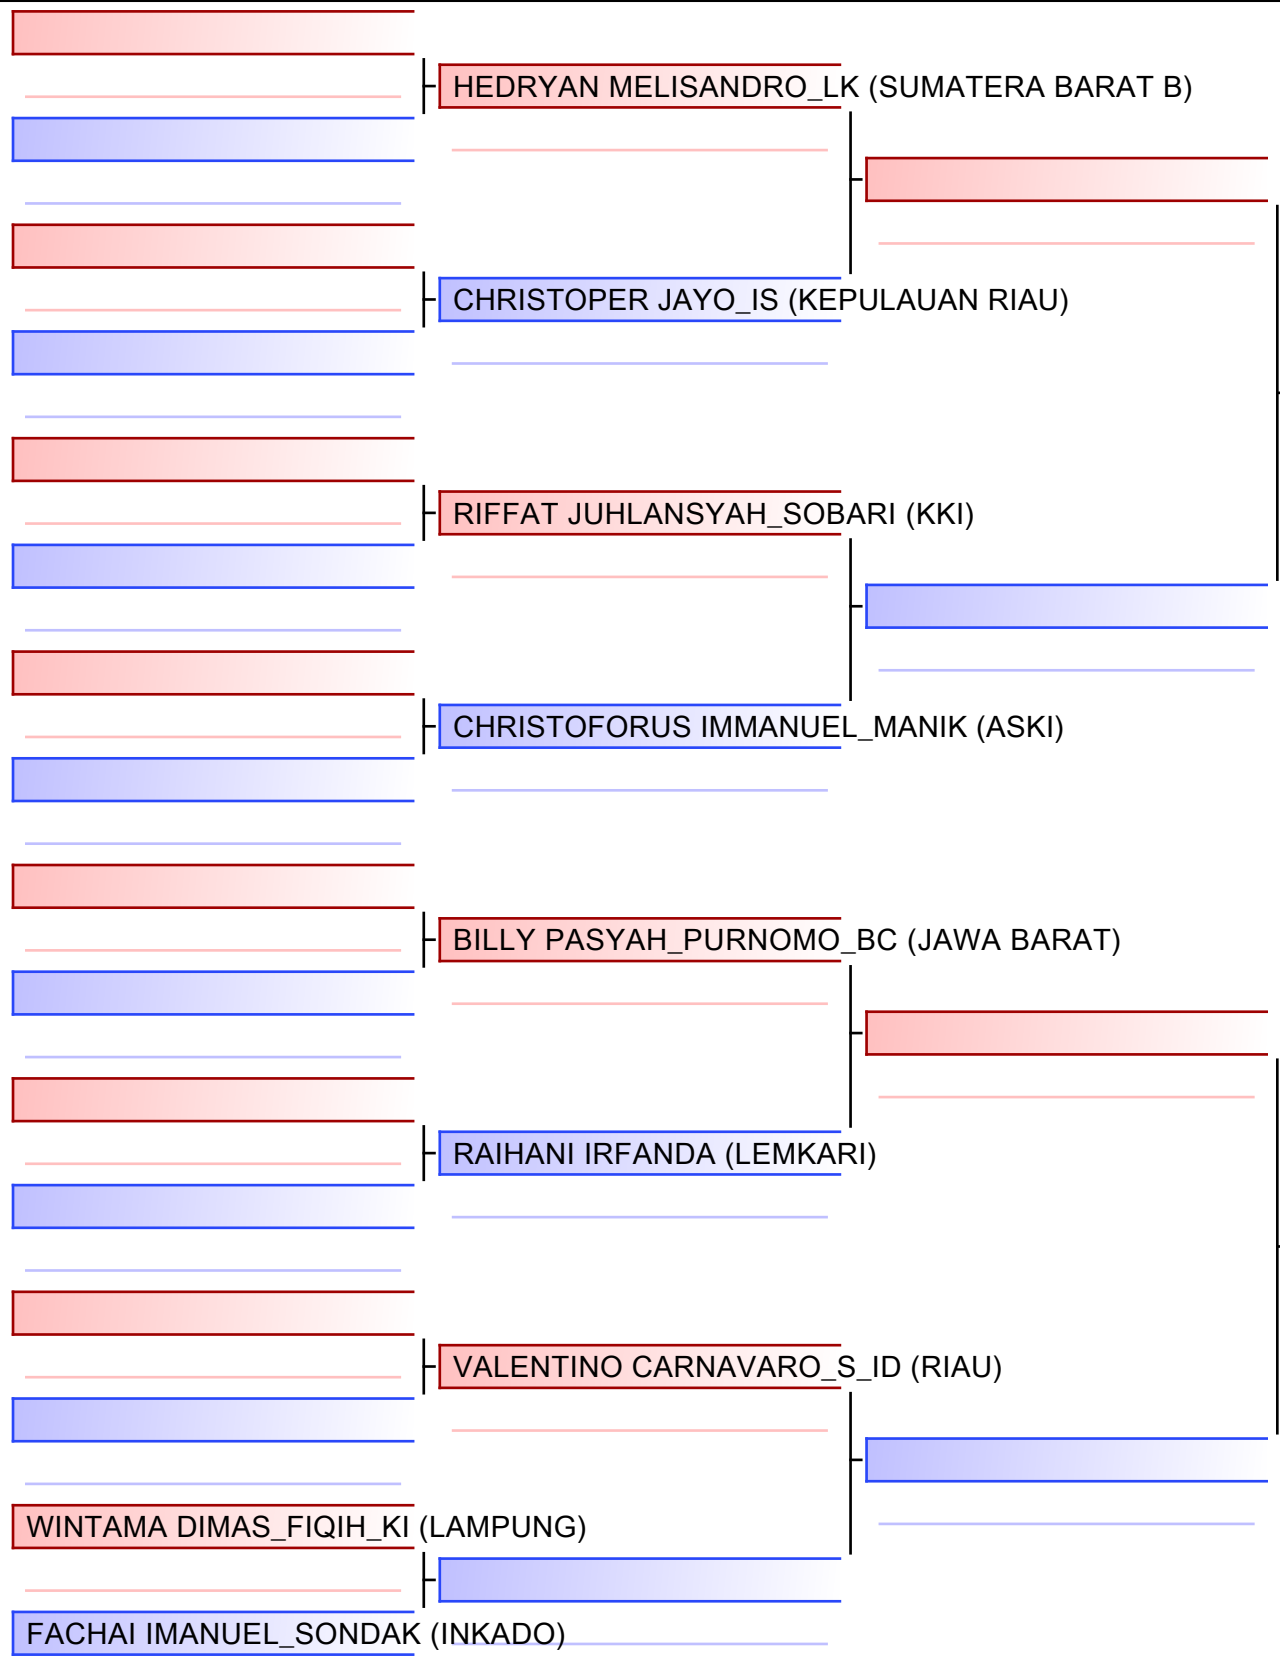 HEDRYAN MELISANDRO_LK (SUMATERA BARAT B)
CHRISTOPER JAYO_IS (KEPULAUAN RIAU)
RIFFAT JUHLANSYAH_SOBARI (KKI)
CHRISTOFORUS IMMANUEL_MANIK (ASKI)
BILLY PASYAH_PURNOMO_BC (JAWA BARAT)
RAIHANI IRFANDA (LEMKARI)
VALENTINO CARNAVARO_S_ID (RIAU)
WINTAMA DIMAS_FIQIH_KI (LAMPUNG)
FACHAI IMANUEL_SONDAK (INKADO)